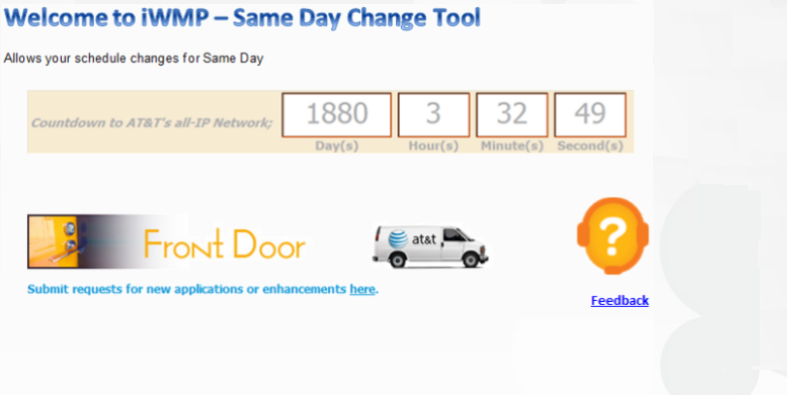 Welcome to iWMP – Same Day Change Tool
Allows your schedule changes for Same Day
Countdown to AT&T's all-IP Network; 1880 3 32 49
Day(s) Hour(s) Minute(s) Second(s)
Front Door
at&t
?
Submit requests for new applications or enhancements here.
Feedback